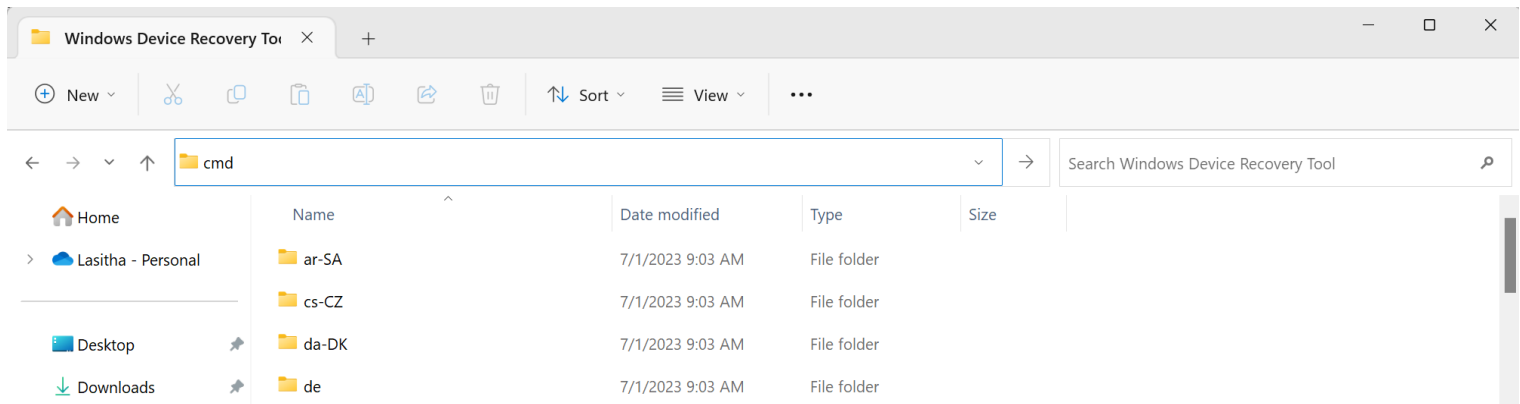 Windows Device Recovery Too
New Sort View
cmd Search Windows Device Recovery Tool
Name Date modified Type Size
Home
Lasitha - Personal
Desktop
Downloads
ar-SA 7/1/2023 9:03 AM File folder
cs-CZ 7/1/2023 9:03 AM File folder
da-DK 7/1/2023 9:03 AM File folder
de 7/1/2023 9:03 AM File folder